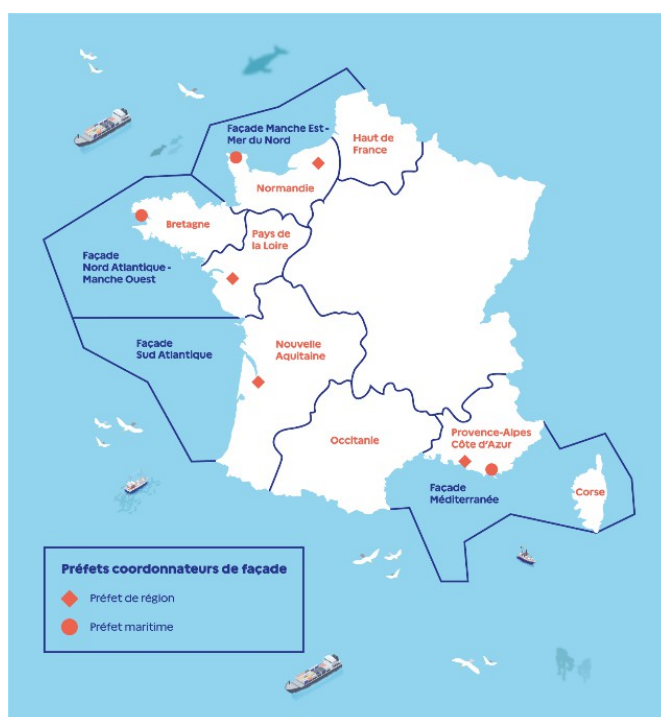 Façade Manche Est -
Mer du Nord
Haut de
France
Normandie
Bretagne
Pays de
la Loire
Façade
Nord Atlantique -
Manche Ouest
Façade
Sud Atlantique
Nouvelle
Aquitaine
Occitanie
Provence-Alpes
Côte d'Azur
Façade
Méditerranée
Corse
Préfets coordonnateurs de façade
Préfet de région
Préfet maritime